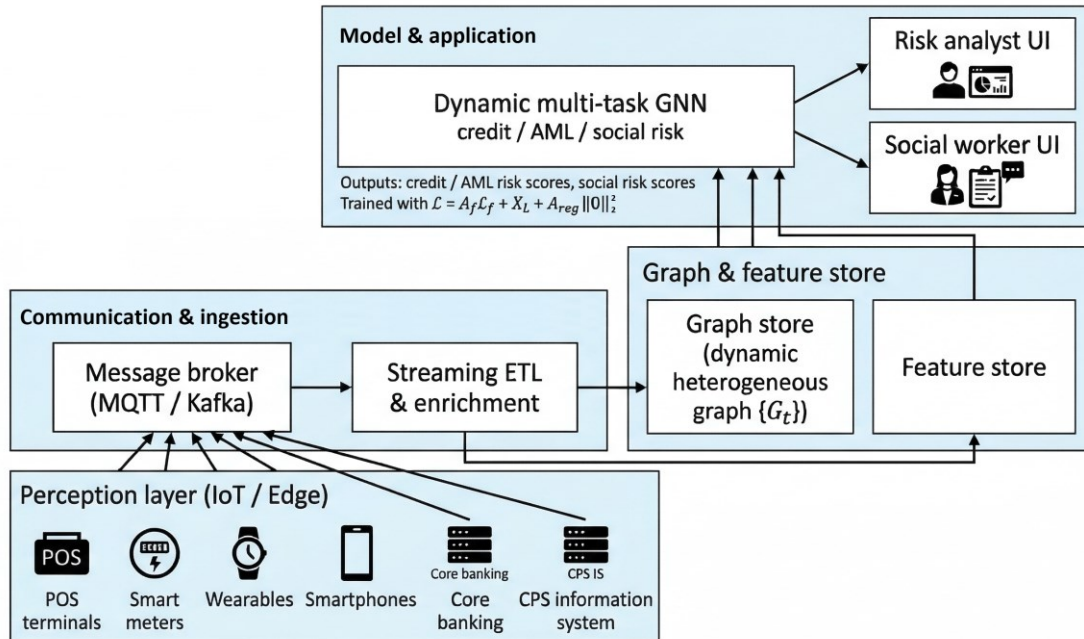 Model & application
Dynamic multi-task GNN
credit / AML / social risk
Outputs: credit / AML risk scores, social risk scores
Trained with ℒ = A_fℒ_f + X_L + A_{reg} ‖0‖₂²
Risk analyst UI
Social worker UI
Graph & feature store
Graph store
(dynamic
heterogeneous
graph {G_t})
Feature store
Communication & ingestion
Message broker
(MQTT / Kafka)
Streaming ETL
& enrichment
Perception layer (IoT / Edge)
POS
POS
terminals
Smart
meters
Wearables
Smartphones
Core banking
Core
banking
CPS IS
CPS information
system